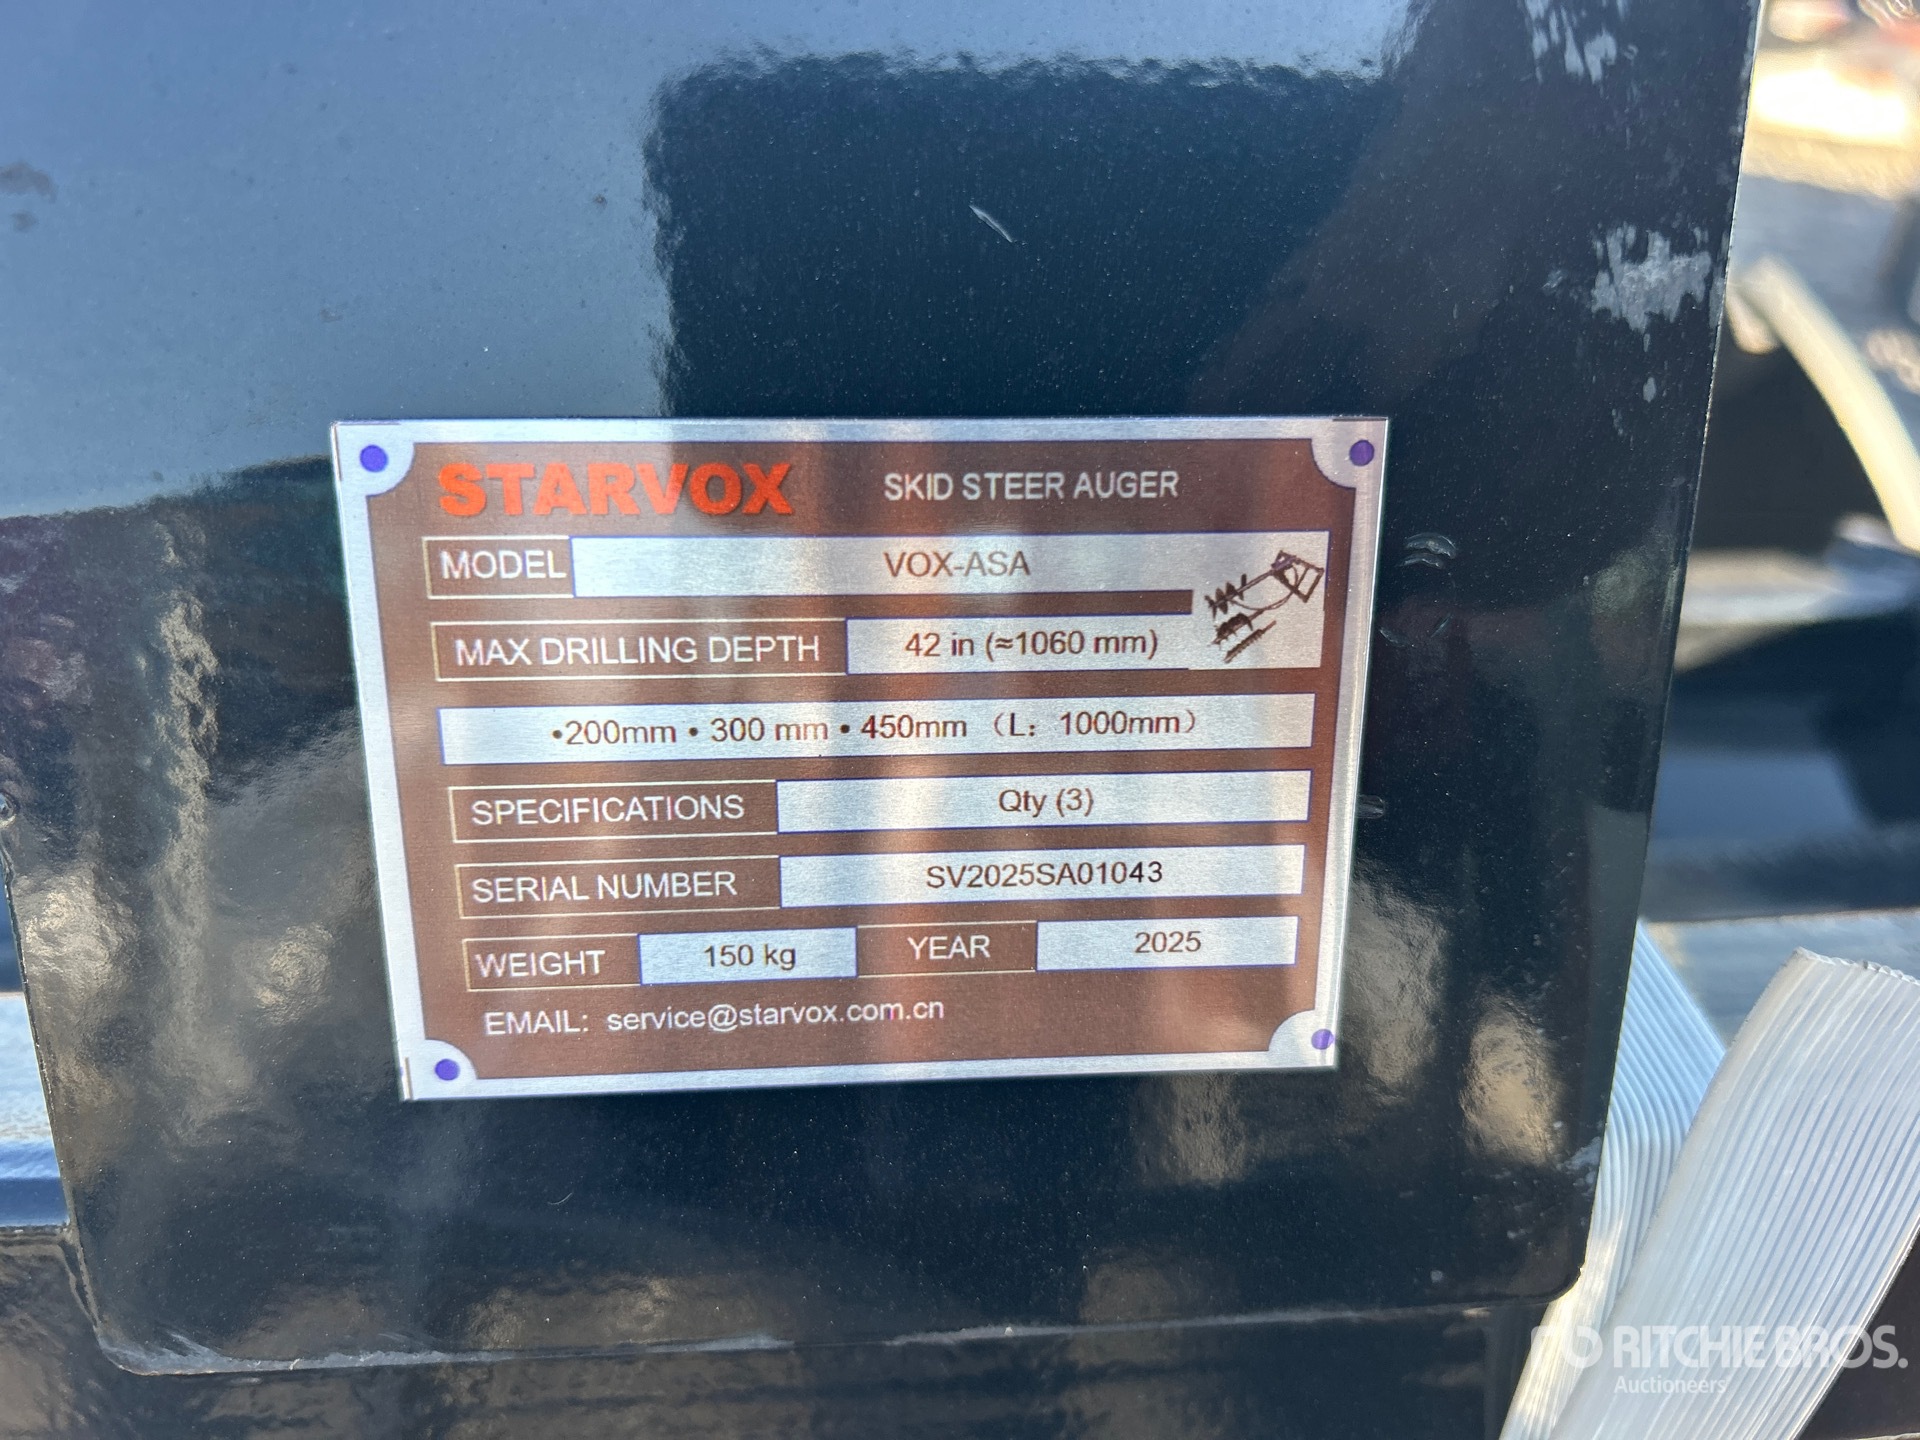 STARVOX SKID STEER AUGER
MODEL VOX-ASA
MAX DRILLING DEPTH 42 in (≈1060 mm)
•200mm • 300 mm • 450mm （L：1000mm）
SPECIFICATIONS Qty (3)
SERIAL NUMBER SV2025SA01043
WEIGHT 150 kg YEAR 2025
EMAIL: service@starvox.com.cn
RITCHIE BROS.
Auctioneers